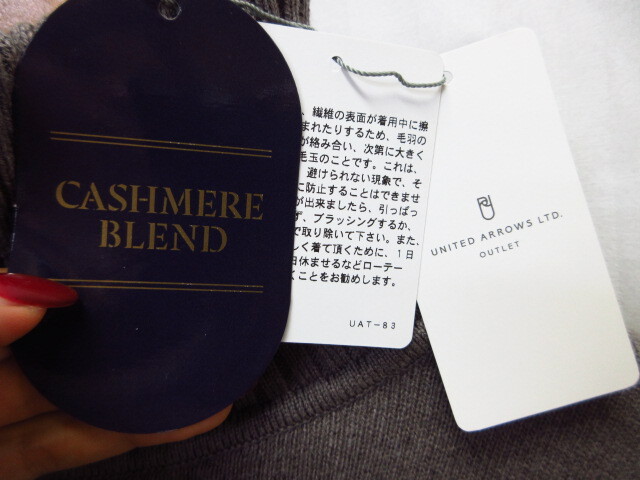 CASHMERE
BLEND
、繊維の表面が着用中に擦
まれたりするため、毛羽の
が絡み合い、次第に大きく
毛玉のことです。これは、
避けられない現象で、そ
に防止することはできませ
が出来ましたら、引っぱっ
ず、ブラッシングするか、
で取り除いて下さい。また、
しく着て頂くために、1日
日休ませるなどローテー
くことをお勧めします。
UAT-83
UNITED ARROWS LTD.
OUTLET